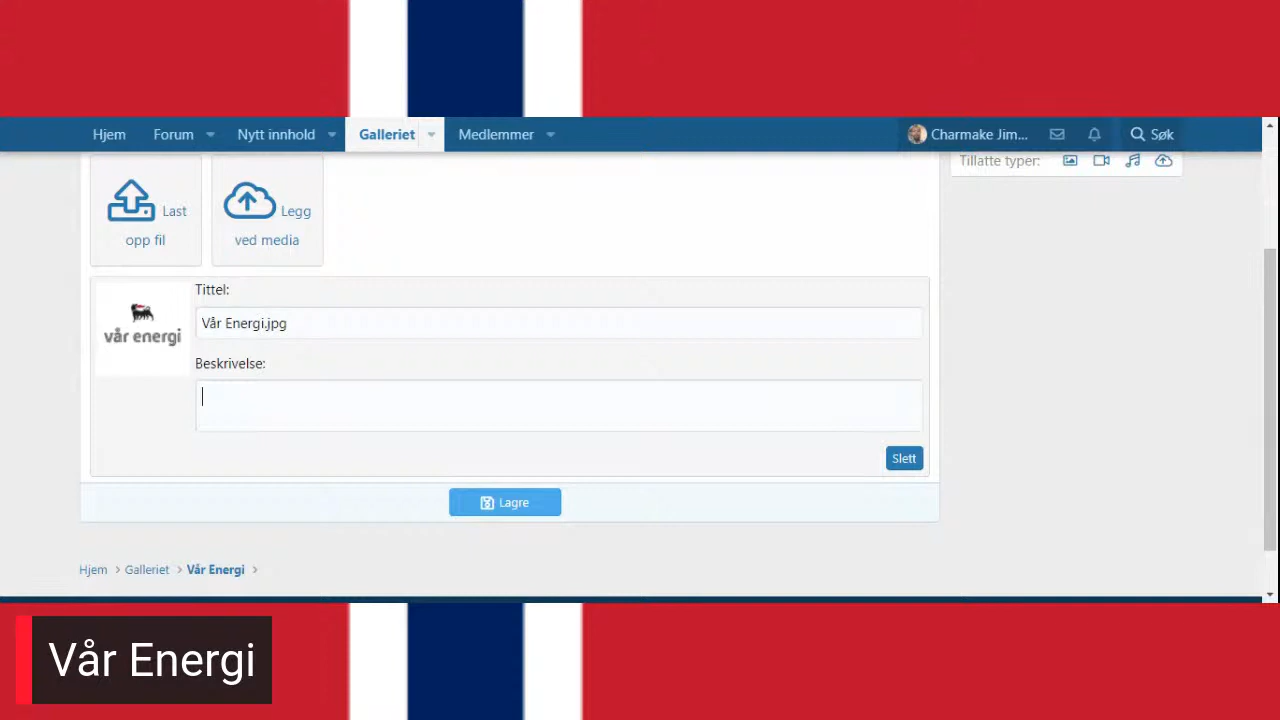 Hjem Forum Nytt innhold Galleriet Medlemmer Charmake Jim... Søk
Tillatte typer:
Last
opp fil
Legg
ved media
Tittel:
vår energi
Vår Energi.jpg
Beskrivelse:
Slett
Lagre
Hjem > Galleriet > Vår Energi >
Vår Energi